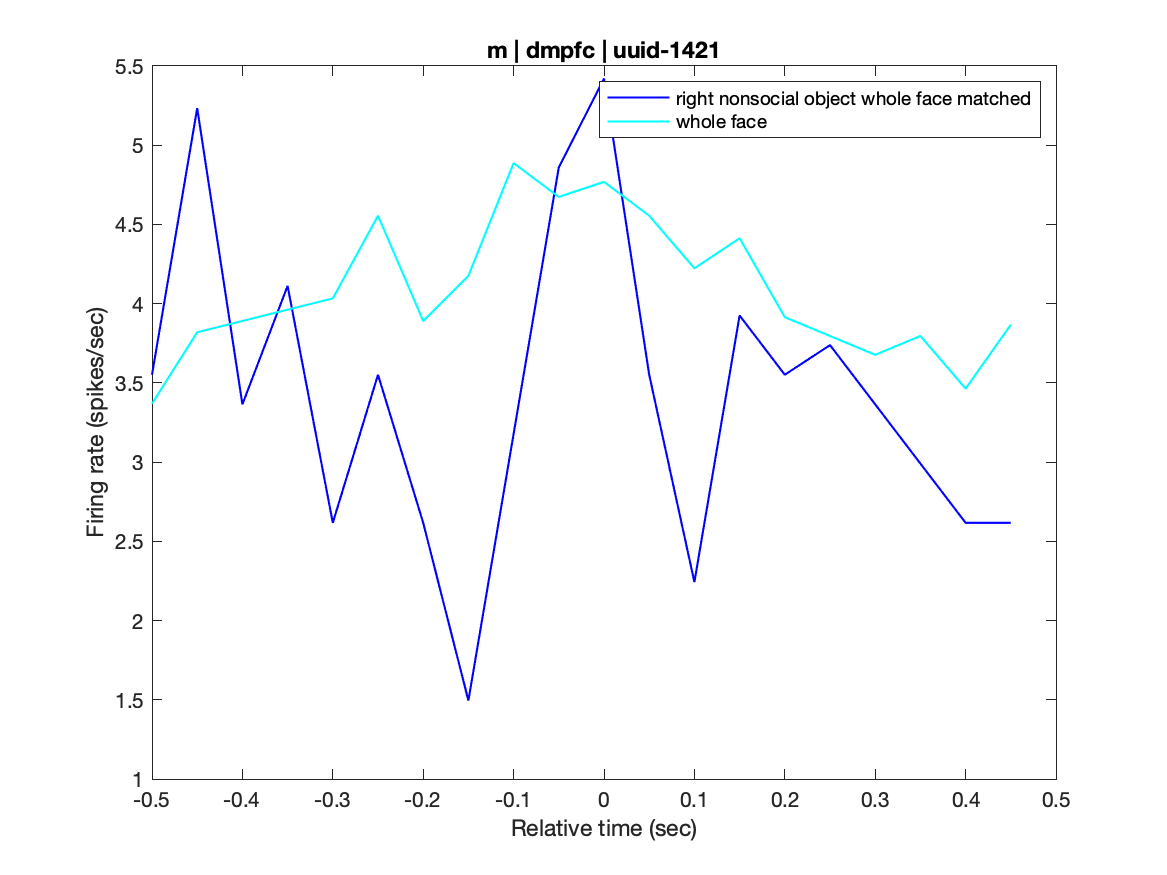 m | dmpfc | uuid-1421
5.5
5
4.5
4
3.5
3
2.5
2
1.5
1
Firing rate (spikes/sec)
right nonsocial object whole face matched
whole face
-0.5 -0.4 -0.3 -0.2 -0.1 0 0.1 0.2 0.3 0.4 0.5
Relative time (sec)